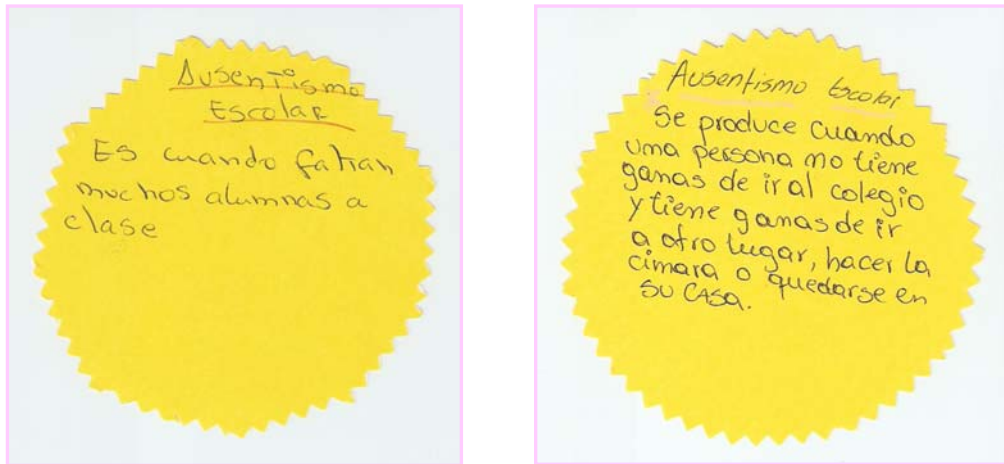 Ausentismo
Escolar
Es cuando faltan
muchos alumnas a
clase
Ausentismo Escolar
Se produce cuando
una persona no tiene
ganas de ir al colegio
y tiene ganas de ir
a otro lugar, hacer la
cimara o quedarse en
su casa.